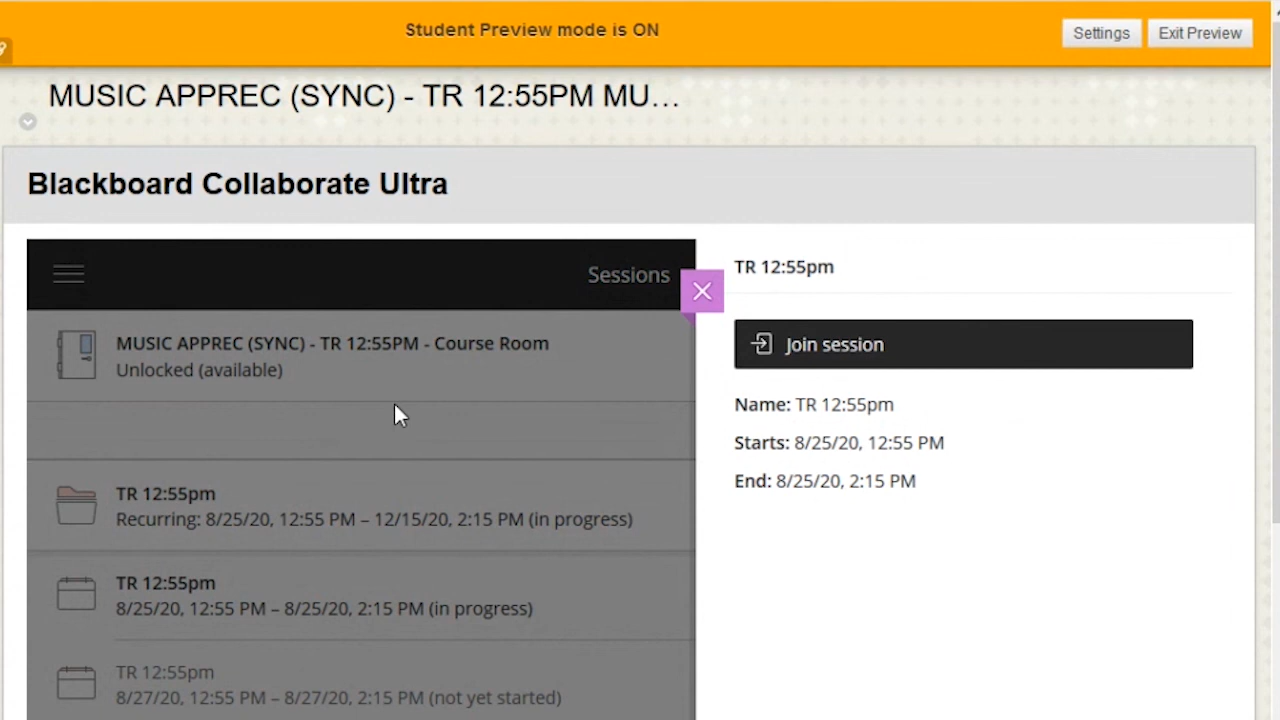 Student Preview mode is ON
Settings
Exit Preview
MUSIC APPREC (SYNC) - TR 12:55PM MU…
Blackboard Collaborate Ultra
Sessions
MUSIC APPREC (SYNC) - TR 12:55PM - Course Room
Unlocked (available)
TR 12:55pm
Recurring: 8/25/20, 12:55 PM – 12/15/20, 2:15 PM (in progress)
TR 12:55pm
8/25/20, 12:55 PM – 8/25/20, 2:15 PM (in progress)
TR 12:55pm
8/27/20, 12:55 PM – 8/27/20, 2:15 PM (not yet started)
TR 12:55pm
Join session
Name: TR 12:55pm
Starts: 8/25/20, 12:55 PM
End: 8/25/20, 2:15 PM